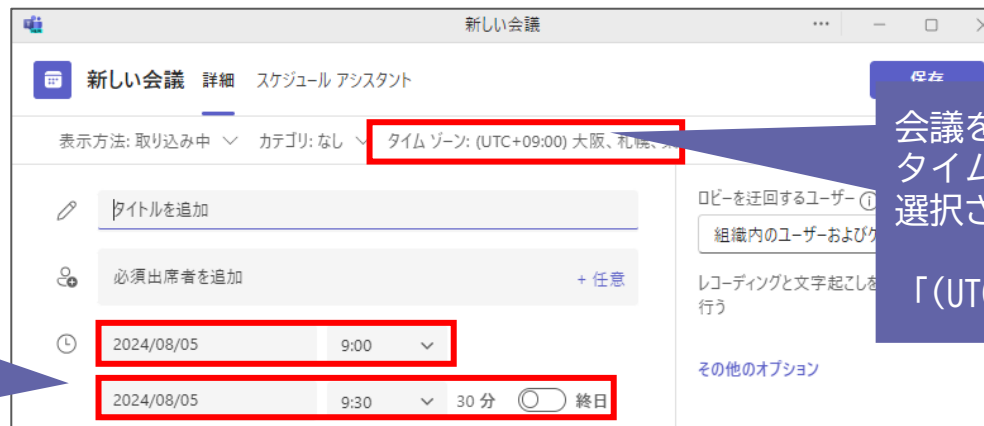 新しい会議
新しい会議 詳細 スケジュール アシスタント
保存
表示方法: 取り込み中 カテゴリ: なし タイム ゾーン: (UTC+09:00) 大阪、札幌、
会議を
タイム
選択さ
「(UT
タイトルを追加
ロビーを迂回するユーザー
組織内のユーザーおよび
必須出席者を追加 + 任意
レコーディングと文字起こしを
行う
2024/08/05 9:00
その他のオプション
2024/08/05 9:30 30 分 終日